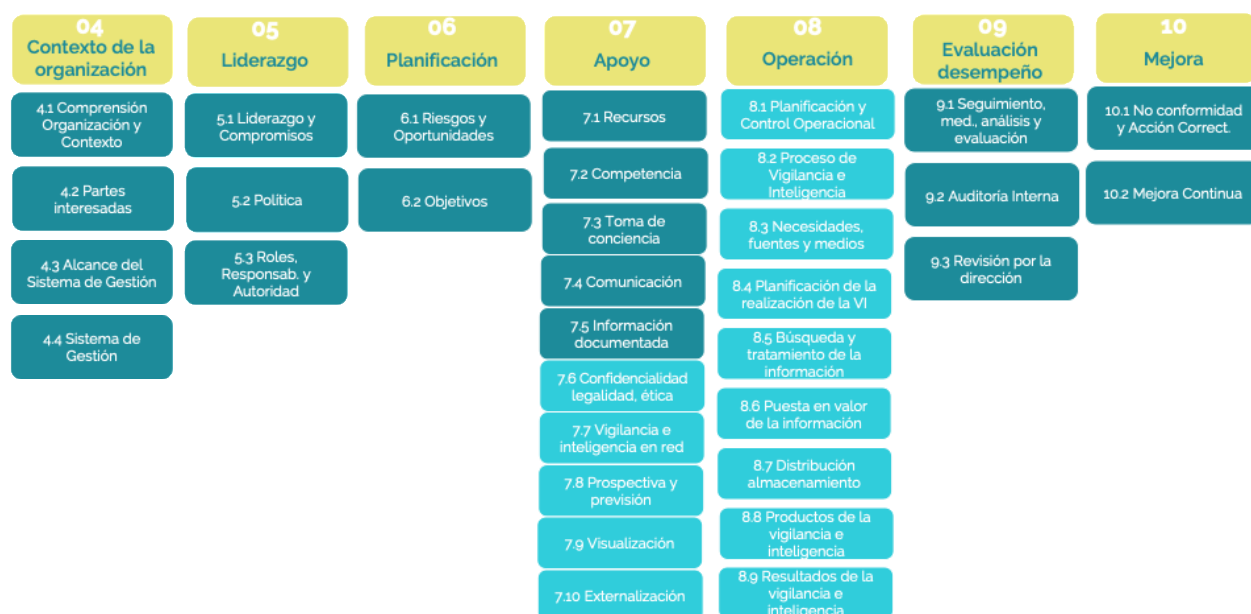 04
Contexto de la
organización
4.1 Comprensión
Organización y
Contexto
4.2 Partes
interesadas
4.3 Alcance del
Sistema de Gestión
4.4 Sistema de
Gestión
05
Liderazgo
5.1 Liderazgo y
Compromisos
5.2 Política
5.3 Roles,
Responsab. y
Autoridad
06
Planificación
6.1 Riesgos y
Oportunidades
6.2 Objetivos
07
Apoyo
7.1 Recursos
7.2 Competencia
7.3 Toma de
conciencia
7.4 Comunicación
7.5 Información
documentada
7.6 Confidencialidad
legalidad, ética
7.7 Vigilancia e
inteligencia en red
7.8 Prospectiva y
previsión
7.9 Visualización
7.10 Externalización
08
Operación
8.1 Planificación y
Control Operacional
8.2 Proceso de
Vigilancia e
Inteligencia
8.3 Necesidades,
fuentes y medios
8.4 Planificación de la
realización de la VI
8.5 Búsqueda y
tratamiento de la
información
8.6 Puesta en valor
de la información
8.7 Distribución
almacenamiento
8.8 Productos de la
vigilancia e
inteligencia
8.9 Resultados de la
vigilancia e
inteligencia
09
Evaluación
desempeño
9.1 Seguimiento,
med., análisis y
evaluación
9.2 Auditoría Interna
9.3 Revisión por la
dirección
10
Mejora
10.1 No conformidad
y Acción Correct.
10.2 Mejora Continua